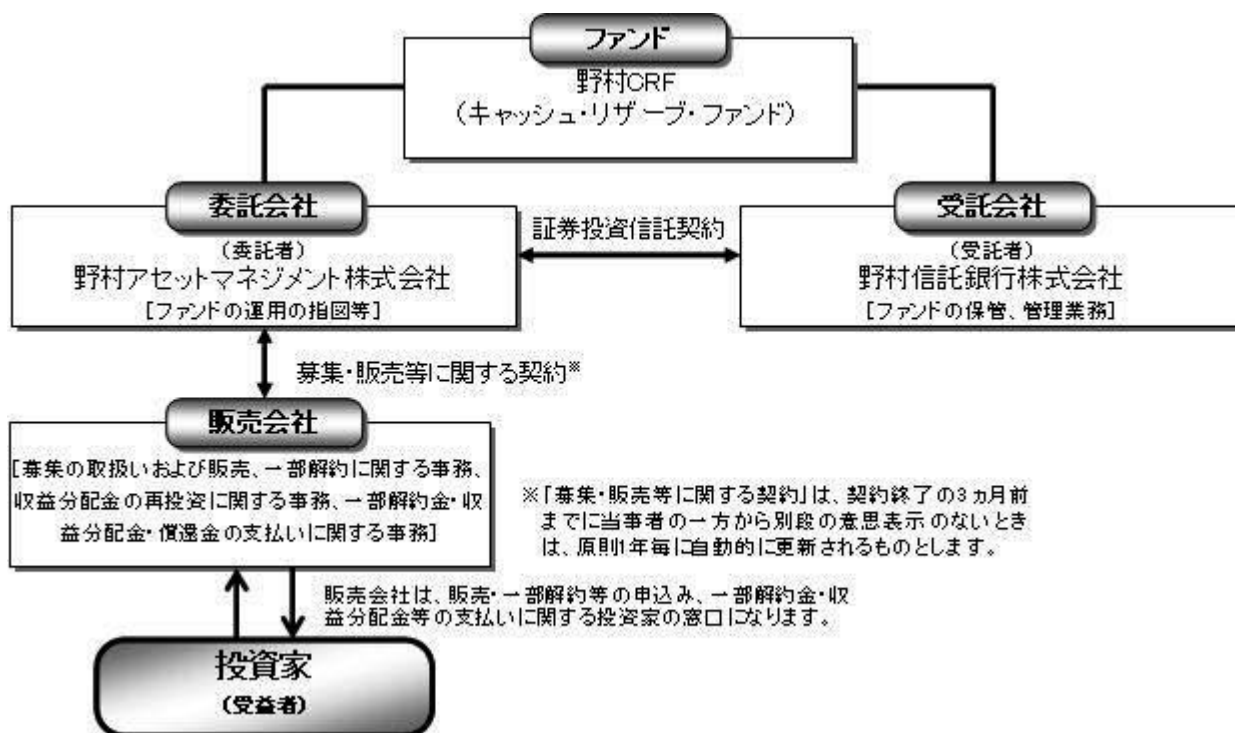 ファンド
野村CRF
(キャッシュ・リザーブ・ファンド)
委託会社
(委託者)
野村アセットマネジメント株式会社
[ファンドの運用の指図等]
証券投資信託契約
受託会社
(受託者)
野村信託銀行株式会社
[ファンドの保管、管理業務]
募集・販売等に関する契約※
販売会社
[募集の取扱いおよび販売、一部解約に関する事務、
収益分配金の再投資に関する事務、一部解約金・収
益分配金・償還金の支払いに関する事務]
※「募集・販売等に関する契約」は、契約終了の3ヵ月前
までに当事者の一方から別段の意思表示のないとき
は、原則1年毎に自動的に更新されるものとします。
販売会社は、販売・一部解約等の申込み、一部解約金・収
益分配金等の支払いに関する投資家の窓口になります。
投資家
(受益者)